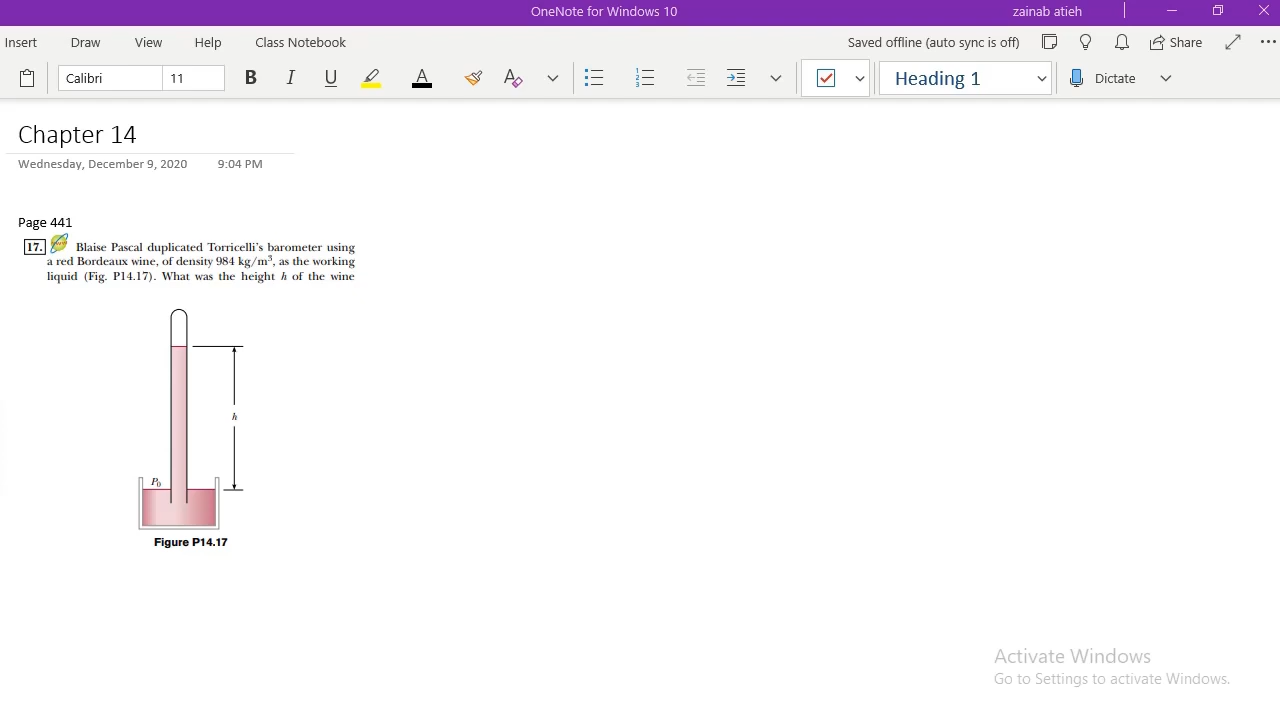 OneNote for Windows 10
zainab atieh
Insert Draw View Help Class Notebook
Saved offline (auto sync is off)
Share
Calibri 11 B I U A A
Heading 1
Dictate
Chapter 14
Wednesday, December 9, 2020 9:04 PM
Page 441
17. Blaise Pascal duplicated Torricelli's barometer using
a red Bordeaux wine, of density 984 kg/m³, as the working
liquid (Fig. P14.17). What was the height h of the wine
h
P₀
Figure P14.17
Activate Windows
Go to Settings to activate Windows.